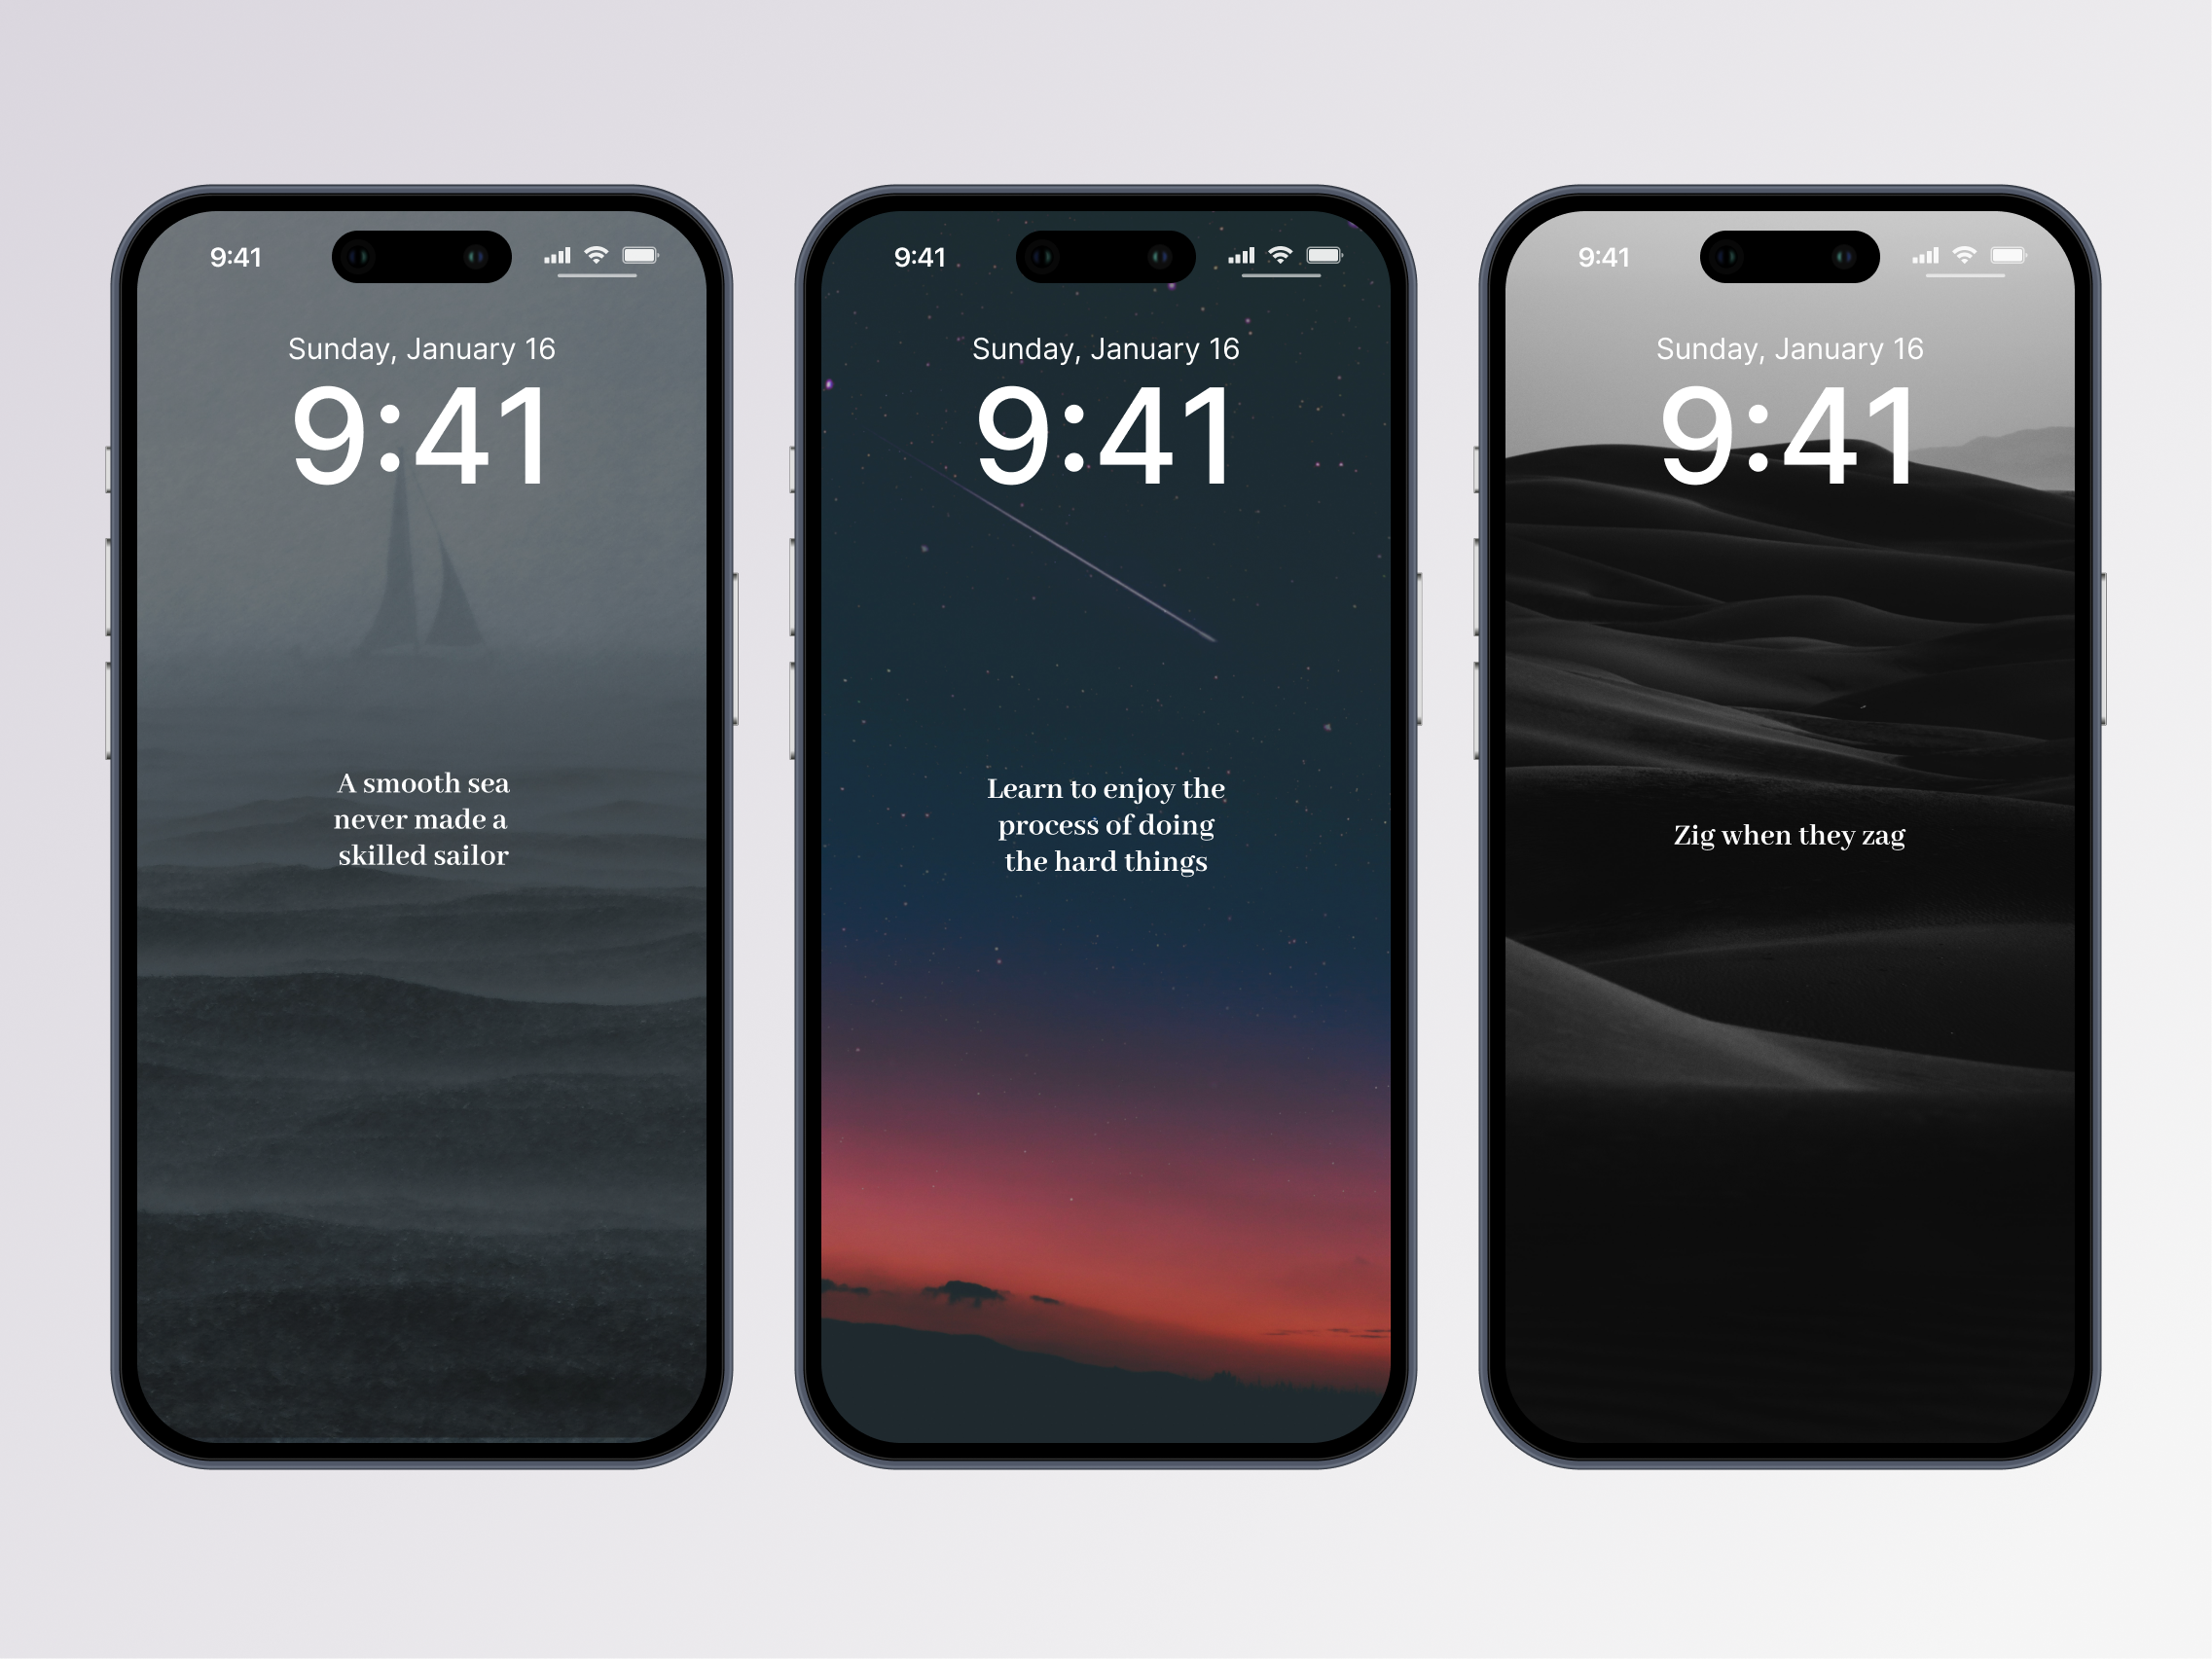 9:41
Sunday, January 16
9:41
A smooth sea
never made a
skilled sailor
9:41
Sunday, January 16
9:41
Learn to enjoy the
process of doing
the hard things
9:41
Sunday, January 16
9:41
Zig when they zag